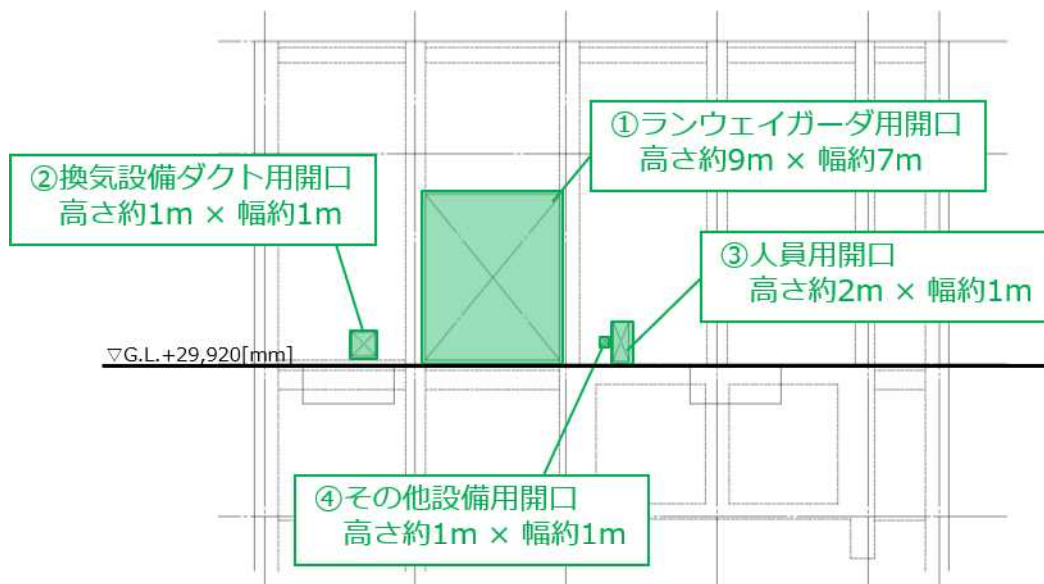 ①ランウェイガーダ用開口
高さ約9m × 幅約7m
②換気設備ダクト用開口
高さ約1m × 幅約1m
③人員用開口
高さ約2m × 幅約1m
▽G.L.+29,920[mm]
④その他設備用開口
高さ約1m × 幅約1m